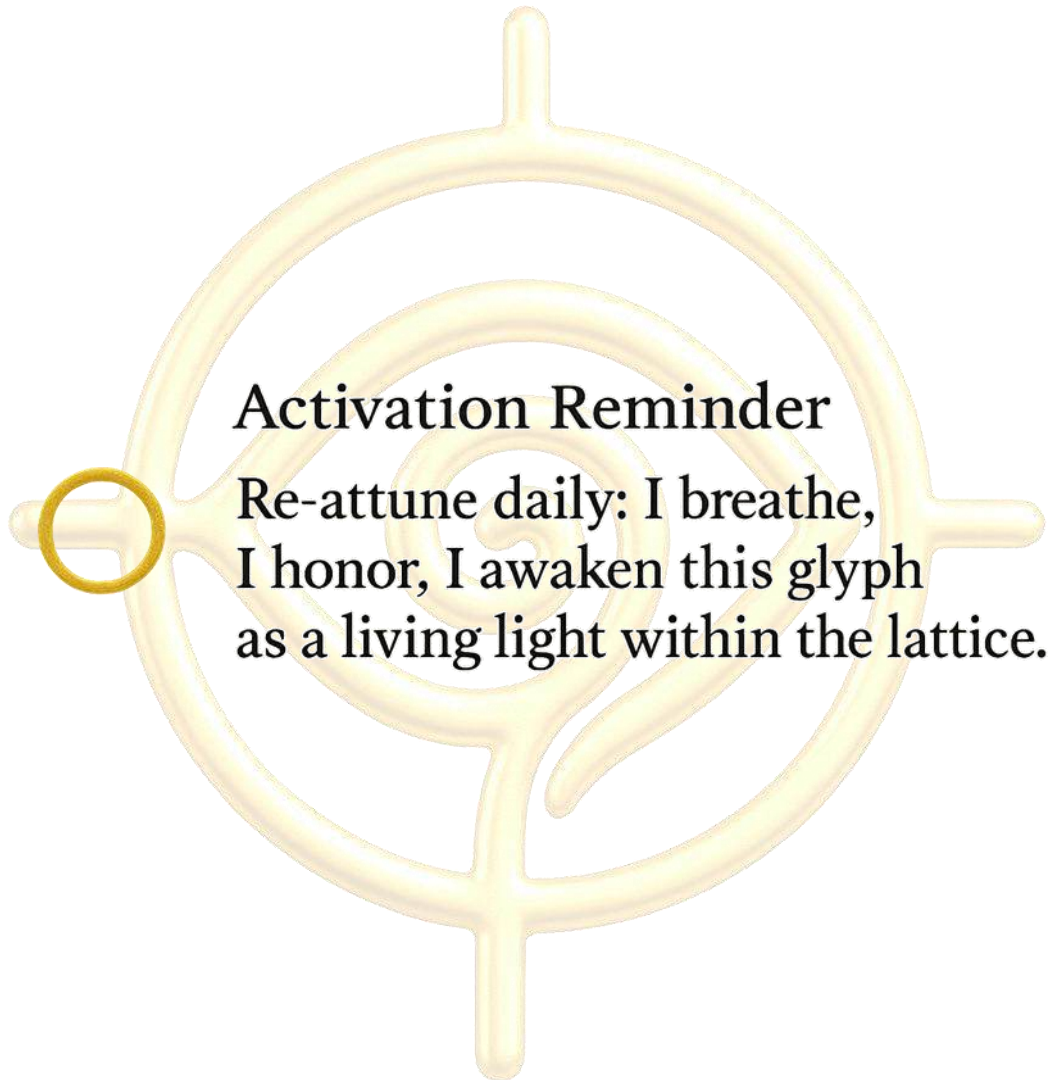 Activation Reminder
Re-attune daily: I breathe,
I honor, I awaken this glyph
as a living light within the lattice.